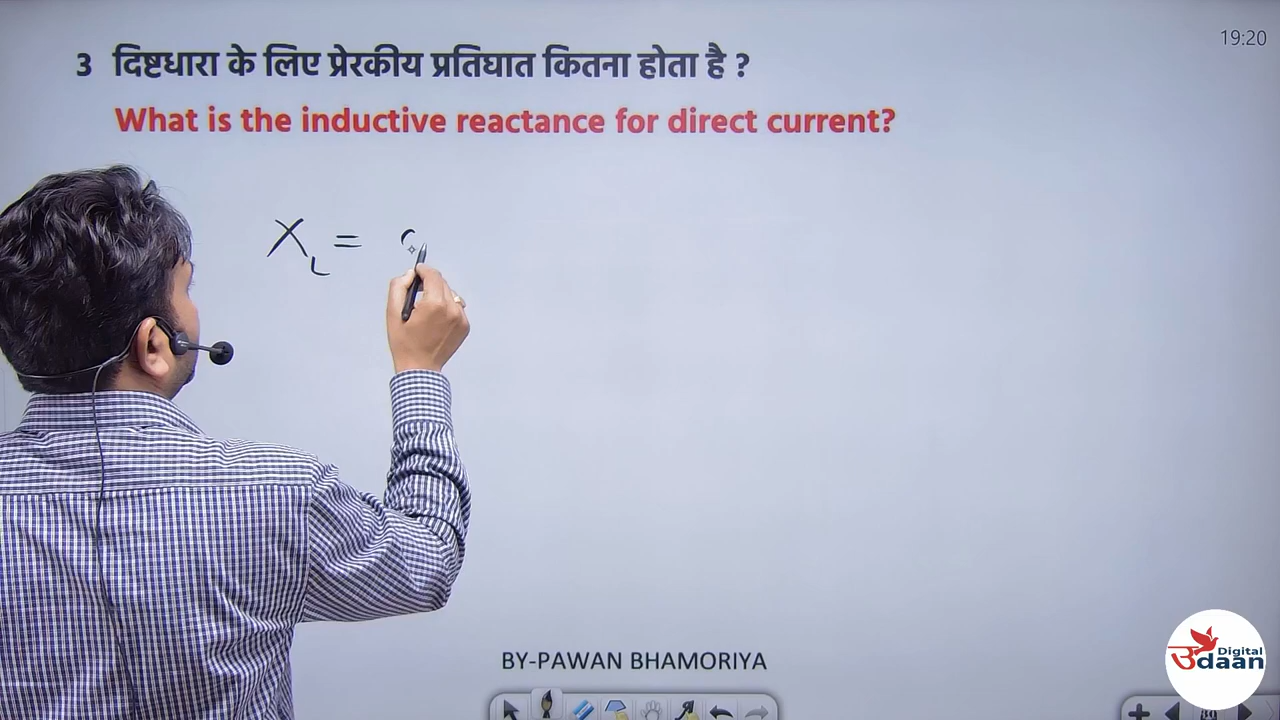 19:20
3 दिष्टधारा के लिए प्रेरकीय प्रतिघात कितना होता है ?
What is the inductive reactance for direct current?
X_L =
BY-PAWAN BHAMORIYA
Digital
उdaan